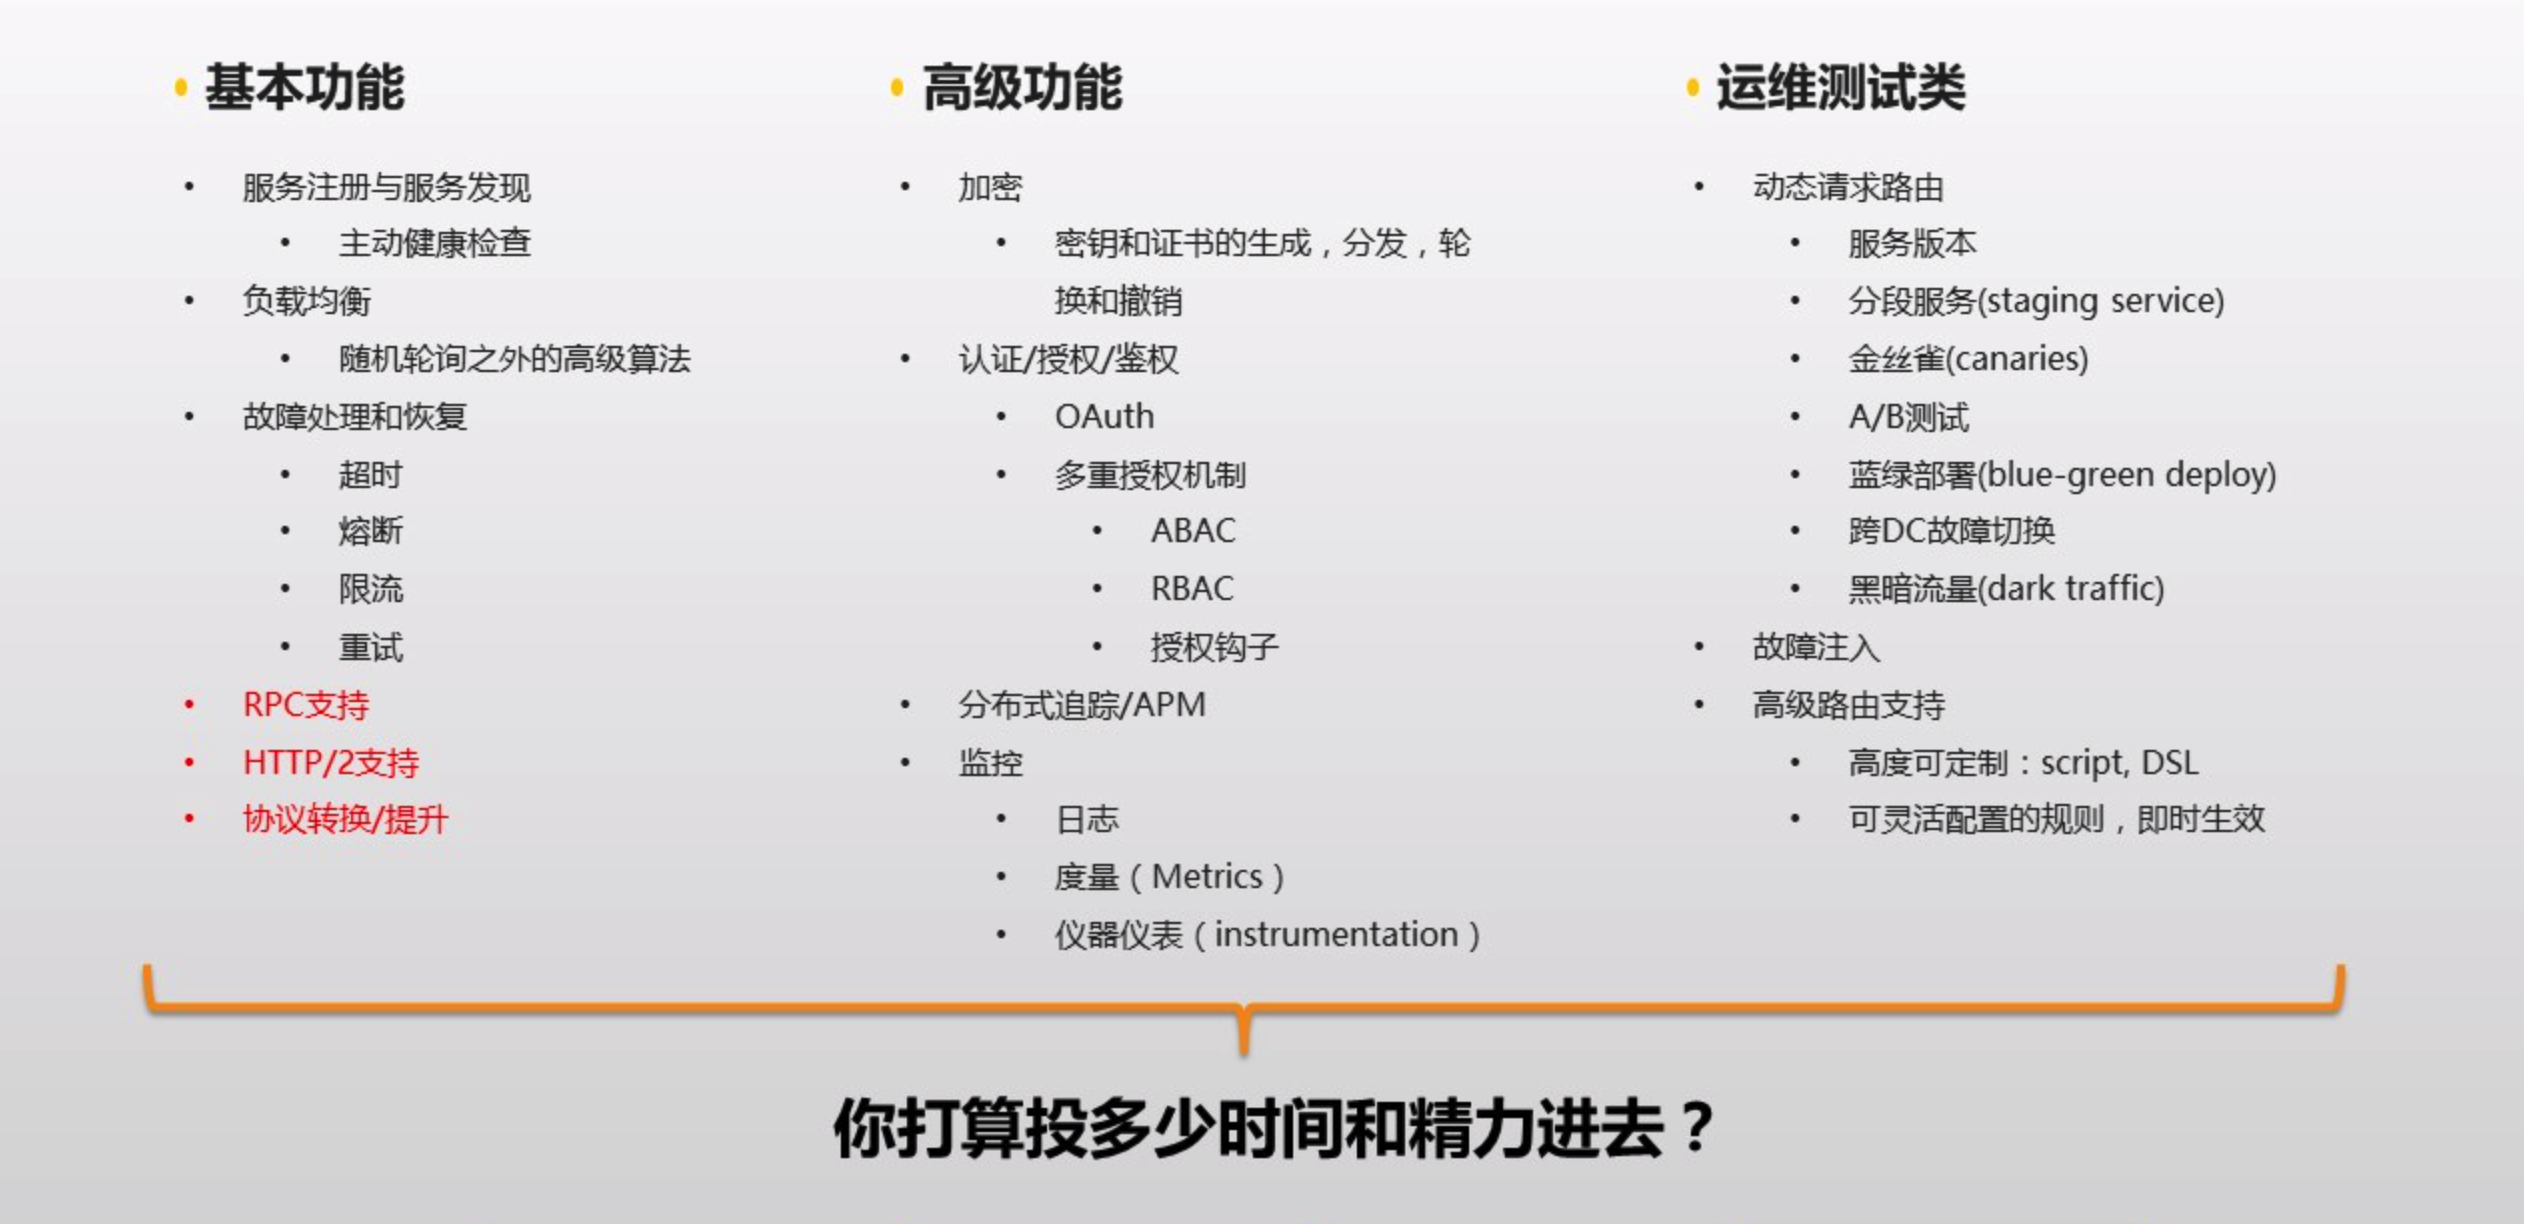 基本功能
服务注册与服务发现
主动健康检查
负载均衡
随机轮询之外的高级算法
故障处理和恢复
超时
熔断
限流
重试
RPC支持
HTTP/2支持
协议转换/提升
高级功能
加密
密钥和证书的生成，分发，轮
换和撤销
认证/授权/鉴权
OAuth
多重授权机制
ABAC
RBAC
授权钩子
分布式追踪/APM
监控
日志
度量（Metrics）
仪器仪表（instrumentation）
运维测试类
动态请求路由
服务版本
分段服务(staging service)
金丝雀(canaries)
A/B测试
蓝绿部署(blue-green deploy)
跨DC故障切换
黑暗流量(dark traffic)
故障注入
高级路由支持
高度可定制：script, DSL
可灵活配置的规则，即时生效
你打算投多少时间和精力进去？